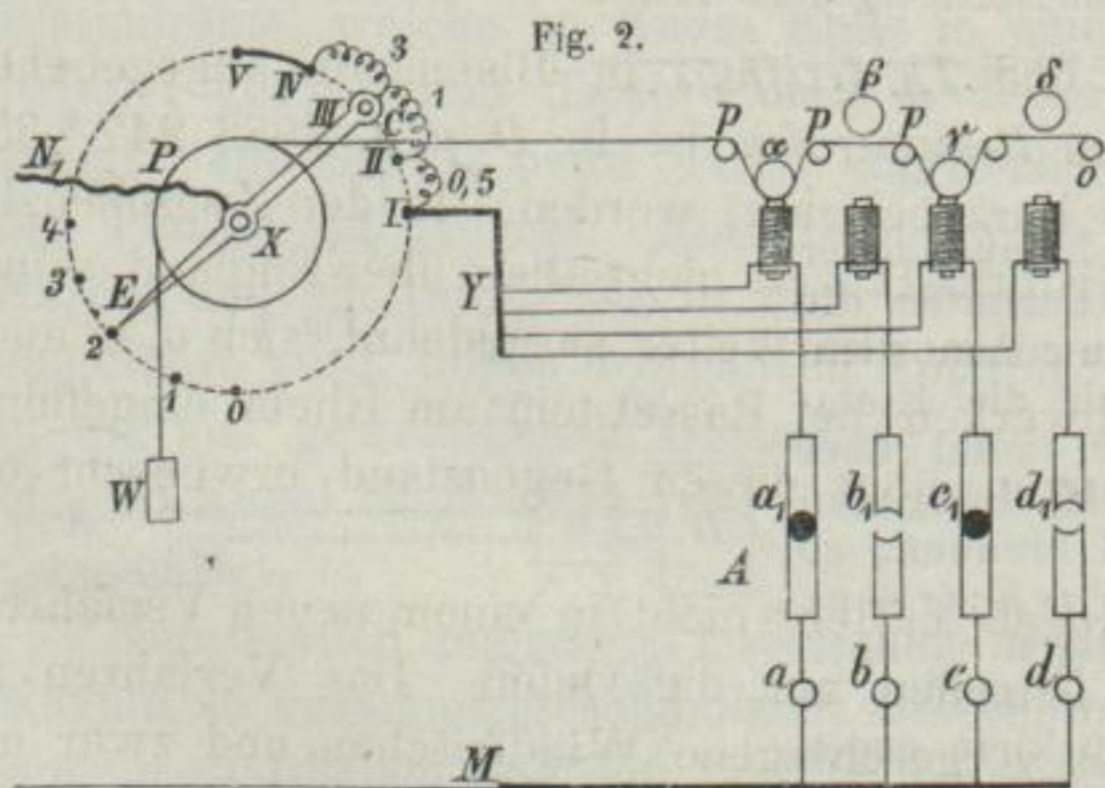 Fig. 2.
V
IV
3
III
C
1
II
0,5
I
N₁
P
X
4
3
E
2
1
0
W
Y
p
α
p
β
p
γ
δ
o
A
a₁
b₁
c₁
d₁
a
b
c
d
M